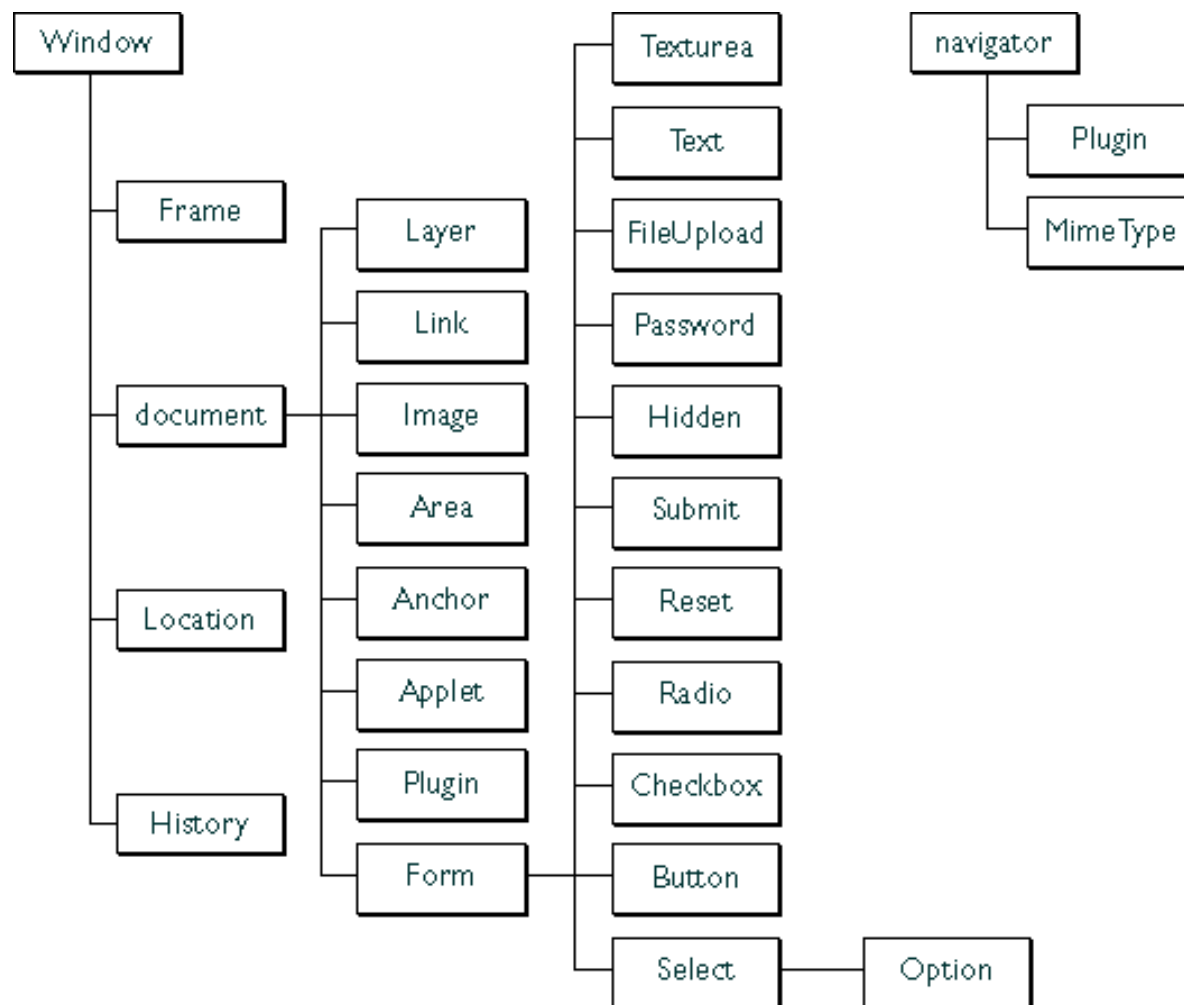 Window
Frame
document
Location
History
Layer
Link
Image
Area
Anchor
Applet
Plugin
Form
Texturea
Text
FileUpload
Password
Hidden
Submit
Reset
Radio
Checkbox
Button
Select
Option
navigator
Plugin
MimeType